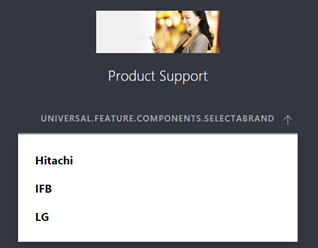 Product Support
UNIVERSAL.FEATURE.COMPONENTS.SELECTABRAND
Hitachi
IFB
LG